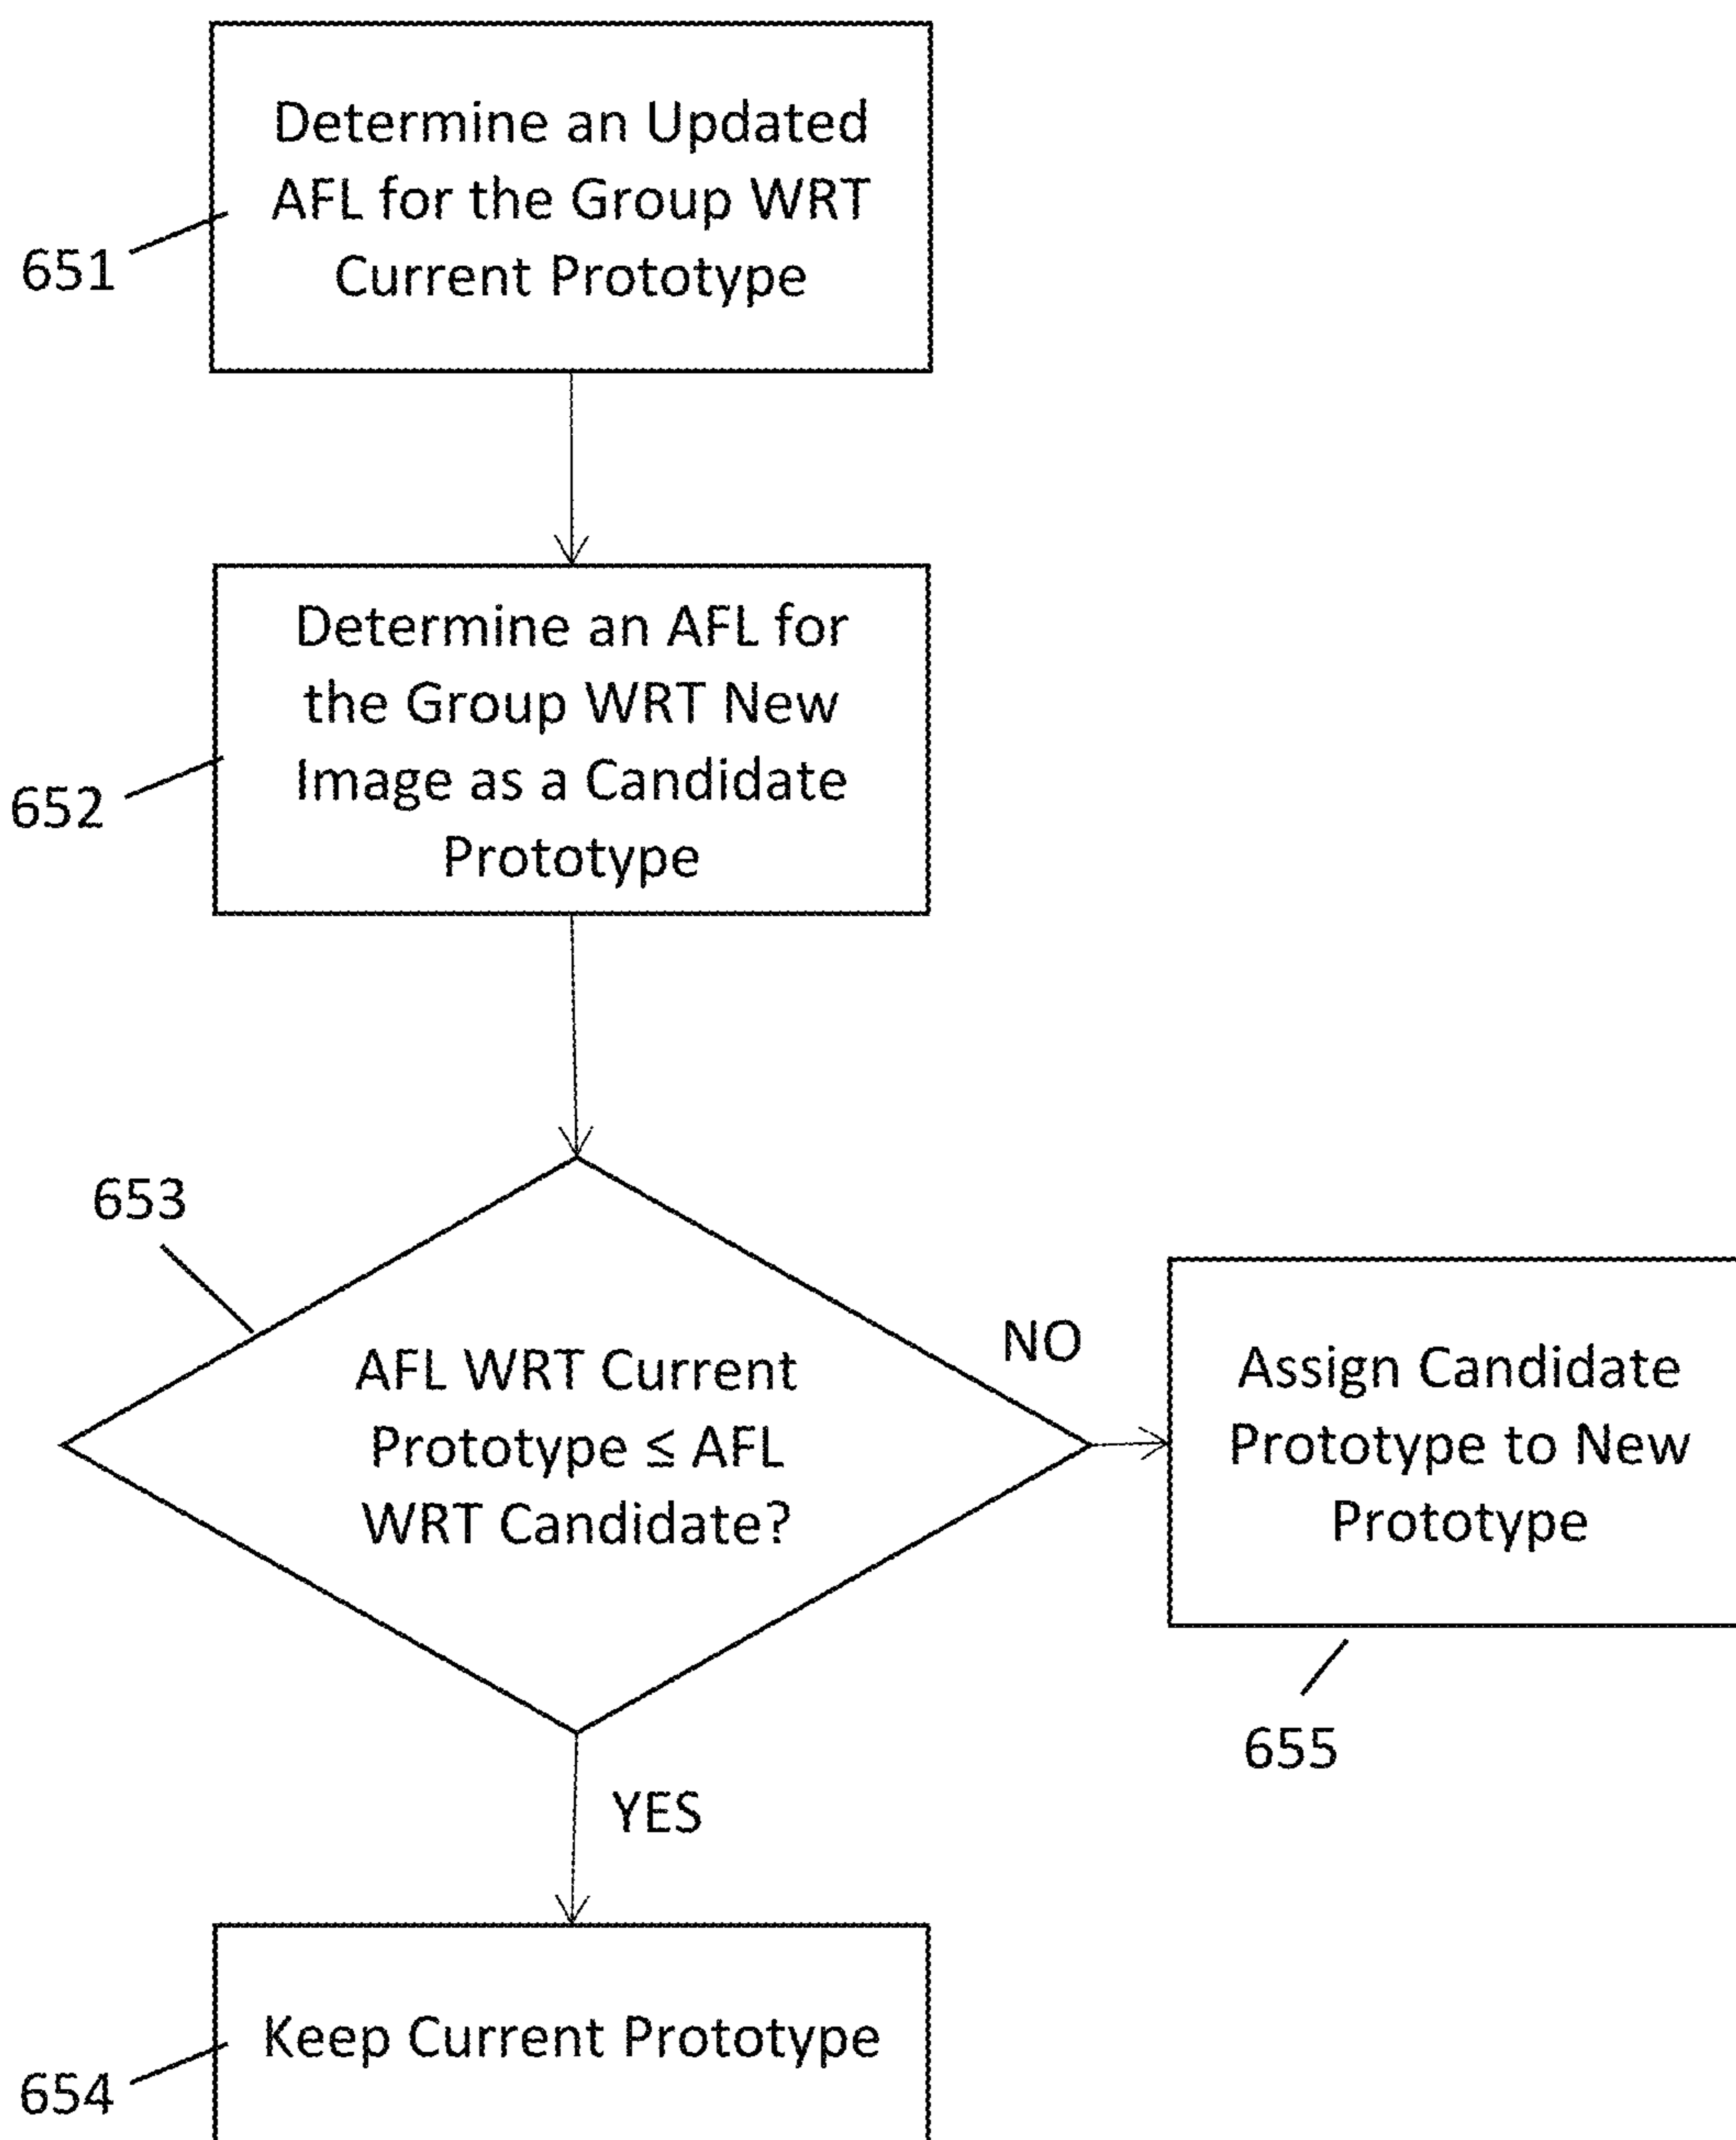 Determine an Updated
AFL for the Group WRT
Current Prototype
651
Determine an AFL for
the Group WRT New
Image as a Candidate
Prototype
652
653
AFL WRT Current
Prototype ≤ AFL
WRT Candidate?
NO
Assign Candidate
Prototype to New
Prototype
655
YES
Keep Current Prototype
654